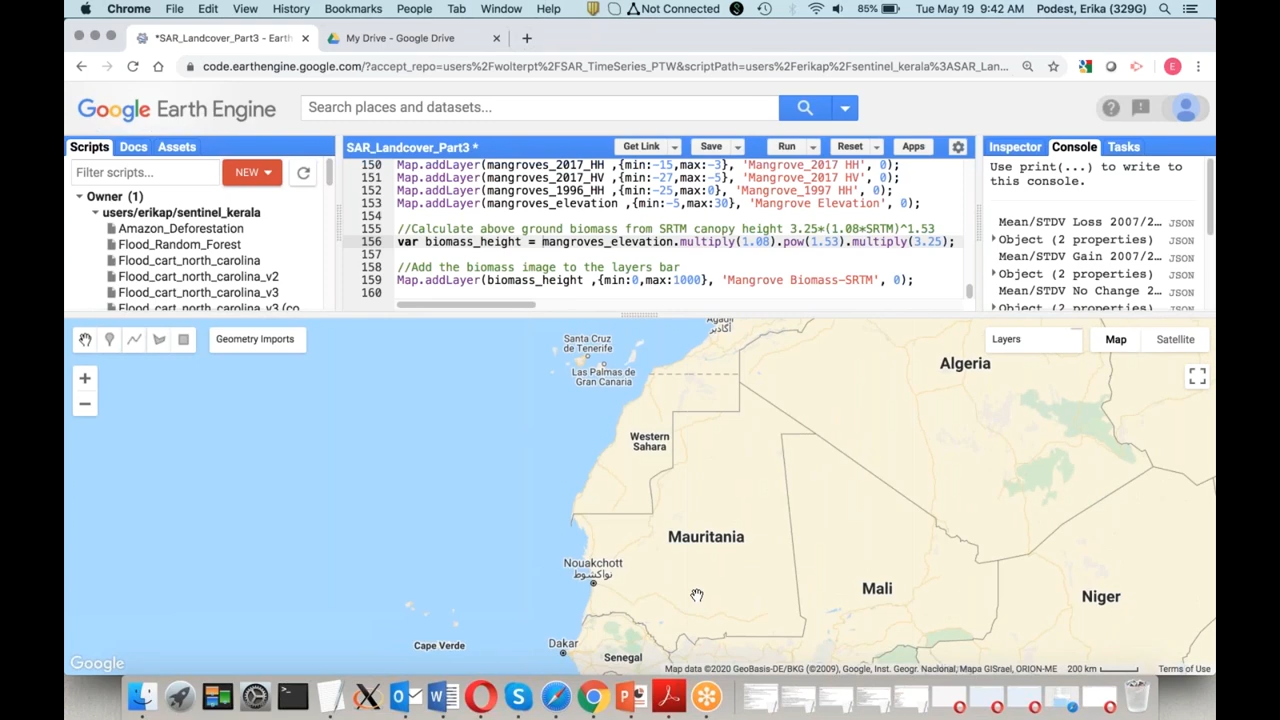 Chrome File Edit View History Bookmarks People Tab Window Help Not Connected 85% Tue May 19 9:42 AM Podest, Erika (329G)
*SAR_Landcover_Part3 - Earth
My Drive - Google Drive
code.earthengine.google.com/?accept_repo=users%2Fwolterpt%2FSAR_TimeSeries_PTW&scriptPath=users%2Ferikap%2Fsentinel_kerala%3ASAR_Lan...
E
Google Earth Engine
Search places and datasets...
Scripts Docs Assets
Filter scripts...
NEW
Owner (1)
users/erikap/sentinel_kerala
Amazon_Deforestation
Flood_Random_Forest
Flood_cart_north_carolina
Flood_cart_north_carolina_v2
Flood_cart_north_carolina_v3
Flood_cart_north_carolina_v3 (co
SAR_Landcover_Part3 *
Get Link Save Run Reset Apps
150 Map.addLayer(mangroves_2017_HH ,{min:-15,max:-3}, 'Mangrove_2017 HH', 0);
151 Map.addLayer(mangroves_2017_HV ,{min:-27,max:-5}, 'Mangrove_2017 HV', 0);
152 Map.addLayer(mangroves_1996_HH ,{min:-25,max:0}, 'Mangrove_1997 HH', 0);
153 Map.addLayer(mangroves_elevation ,{min:-5,max:30}, 'Mangrove Elevation', 0);
154
155 //Calculate above ground biomass from SRTM canopy height 3.25*(1.08*SRTM)^1.53
156 var biomass_height = mangroves_elevation.multiply(1.08).pow(1.53).multiply(3.25);
157
158 //Add the biomass image to the layers bar
159 Map.addLayer(biomass_height ,{min:0,max:1000}, 'Mangrove Biomass-SRTM', 0);
160
Inspector Console Tasks
Use print(...) to write to
this console.
Mean/STDV Loss 2007/2... JSON
Object (2 properties) JSON
Mean/STDV Gain 2007/2... JSON
Object (2 properties) JSON
Mean/STDV No Change 2... JSON
Object (2 properties) JSON
Geometry Imports
Layers
Map Satellite
Agadir
أكادير
Santa Cruz
de Tenerife
Las Palmas de
Gran Canaria
Algeria
Western
Sahara
Mauritania
Nouakchott
نواكشوط
Mali
Niger
Cape Verde
Dakar
Senegal
Google
Map data ©2020 GeoBasis-DE/BKG (©2009), Google, Inst. Geogr. Nacional, Mapa GISrael, ORION-ME 200 km Terms of Use